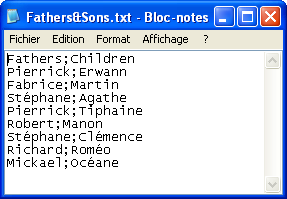 Fathers&Sons.txt - Bloc-notes
Fichier Edition Format Affichage ?
Fathers;Children
Pierrick;Erwann
Fabrice;Martin
Stéphane;Agathe
Pierrick;Tiphaine
Robert;Manon
Stéphane;Clémence
Richard;Roméo
Mickael;Océane